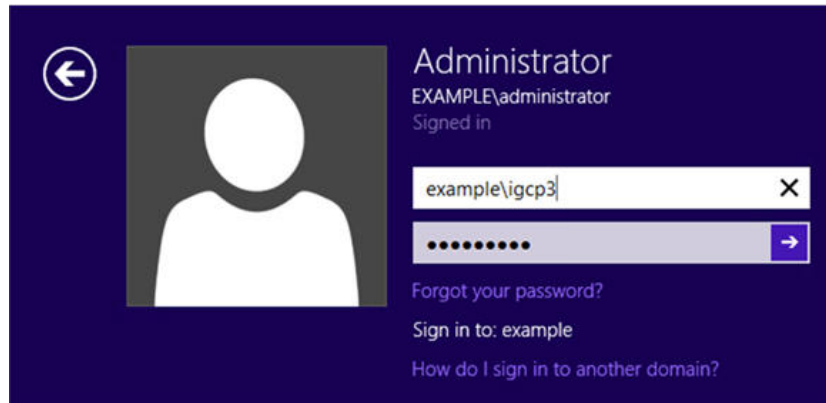 Administrator
EXAMPLE\administrator
Signed in
example\igcp3
•••••••••
Forgot your password?
Sign in to: example
How do I sign in to another domain?